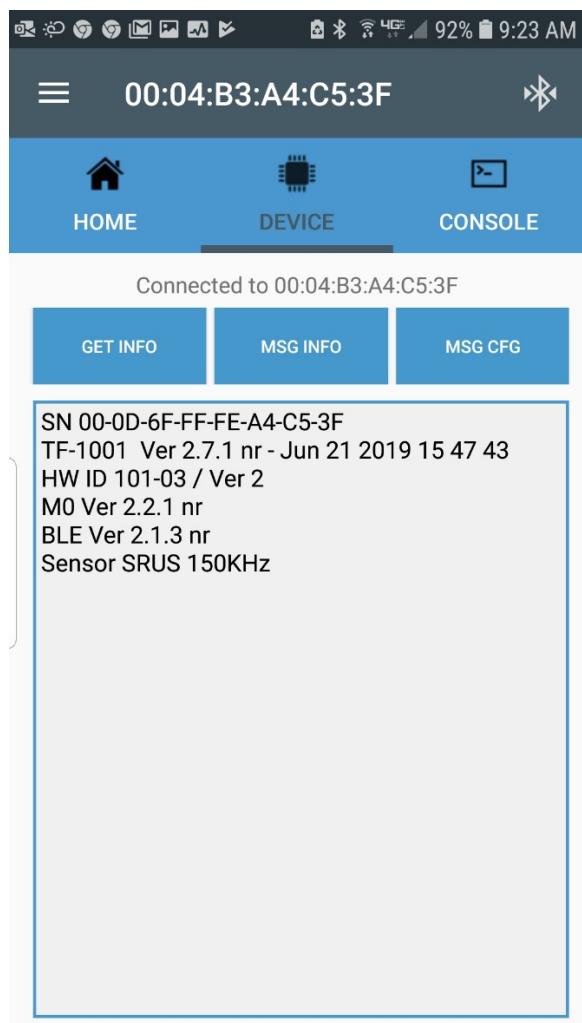 92% 9:23 AM
00:04:B3:A4:C5:3F
HOME DEVICE CONSOLE
Connected to 00:04:B3:A4:C5:3F
GET INFO MSG INFO MSG CFG
SN 00-0D-6F-FF-FE-A4-C5-3F
TF-1001 Ver 2.7.1 nr - Jun 21 2019 15 47 43
HW ID 101-03 / Ver 2
M0 Ver 2.2.1 nr
BLE Ver 2.1.3 nr
Sensor SRUS 150KHz